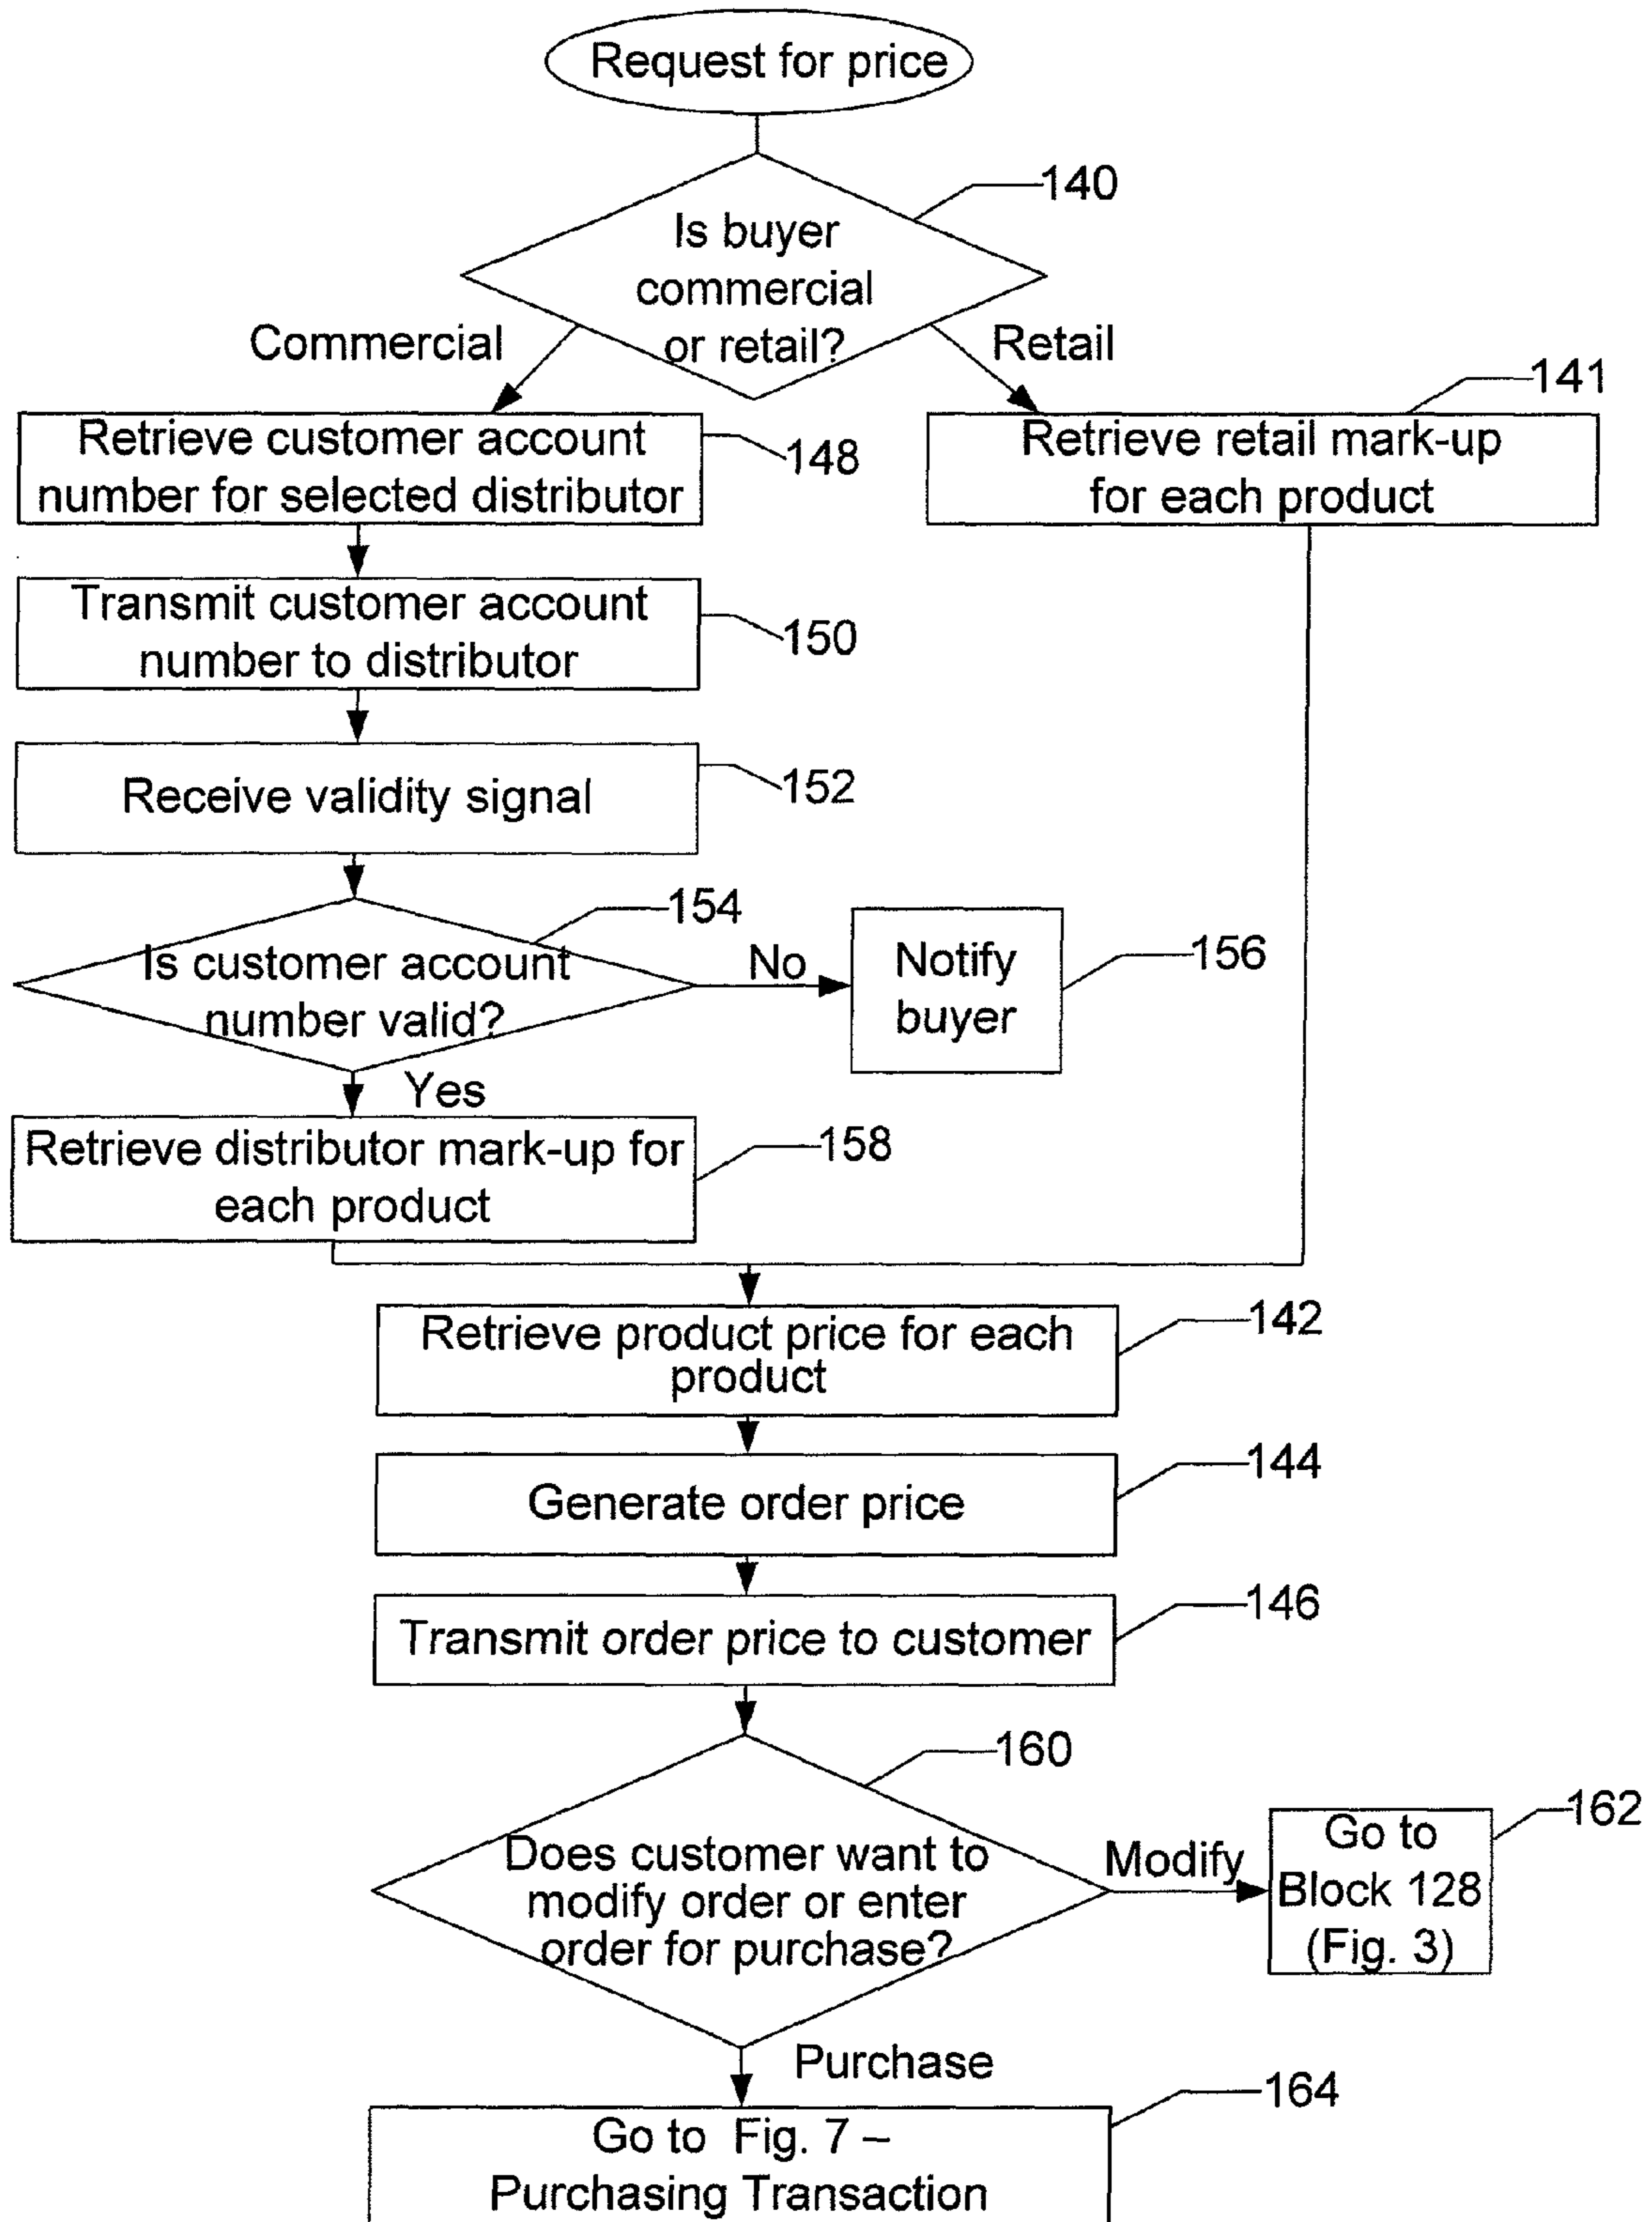 Request for price
140
Is buyer
commercial
or retail?
Commercial
Retail
141
Retrieve customer account
number for selected distributor
148
Retrieve retail mark-up
for each product
Transmit customer account
number to distributor
150
Receive validity signal
152
154
Is customer account
number valid?
No
Notify
buyer
156
Yes
Retrieve distributor mark-up for
each product
158
Retrieve product price for each
product
142
Generate order price
144
Transmit order price to customer
146
160
Does customer want to
modify order or enter
order for purchase?
Modify
Go to
Block 128
(Fig. 3)
162
Purchase
164
Go to Fig. 7 –
Purchasing Transaction